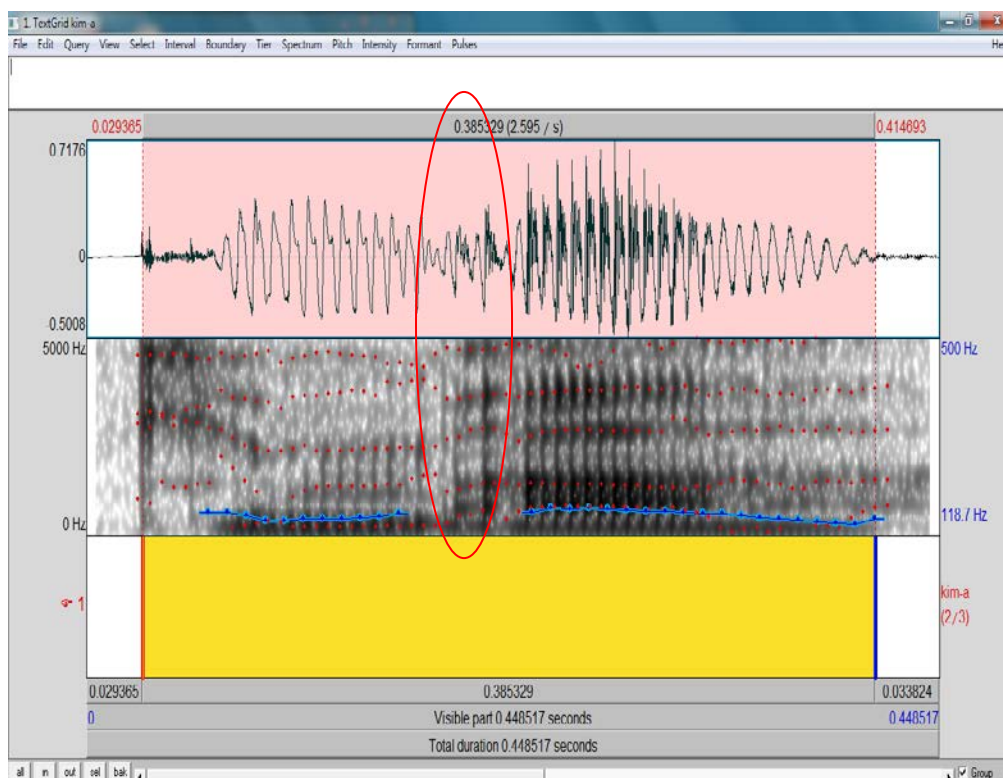 1. TextGrid kim-a
File Edit Query View Select Interval Boundary Tier Spectrum Pitch Intensity Formant Pulses He
0.029365 0.385329 (2.595 / s) 0.414693
0.7176
0
-0.5008
5000 Hz 500 Hz
0 Hz 118.7 Hz
1 kim-a
(2/3)
0.029365 0.385329 0.033824
0 Visible part 0.448517 seconds 0.448517
Total duration 0.448517 seconds
all in out sel bak Group